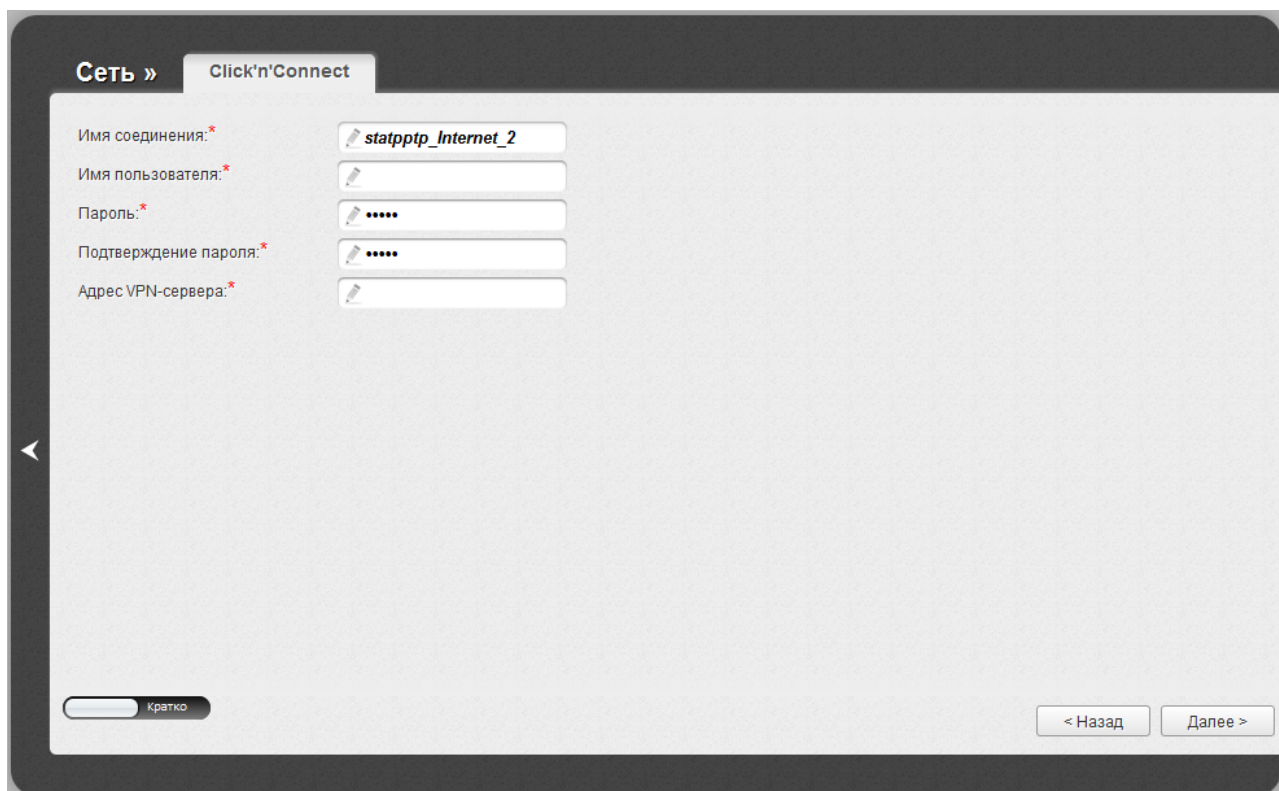 Сеть » Click'n'Connect
Имя соединения:* statpptp_Internet_2
Имя пользователя:*
Пароль:* •••••
Подтверждение пароля:* •••••
Адрес VPN-сервера:*
Кратко
< Назад Далее >